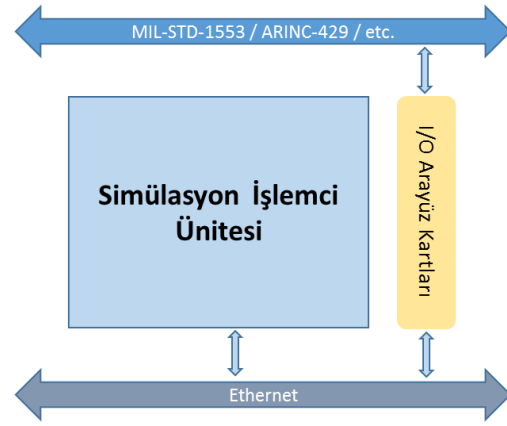 MIL-STD-1553 / ARINC-429 / etc.
Simülasyon İşlemci
Ünitesi
I/O Arayüz Kartları
Ethernet